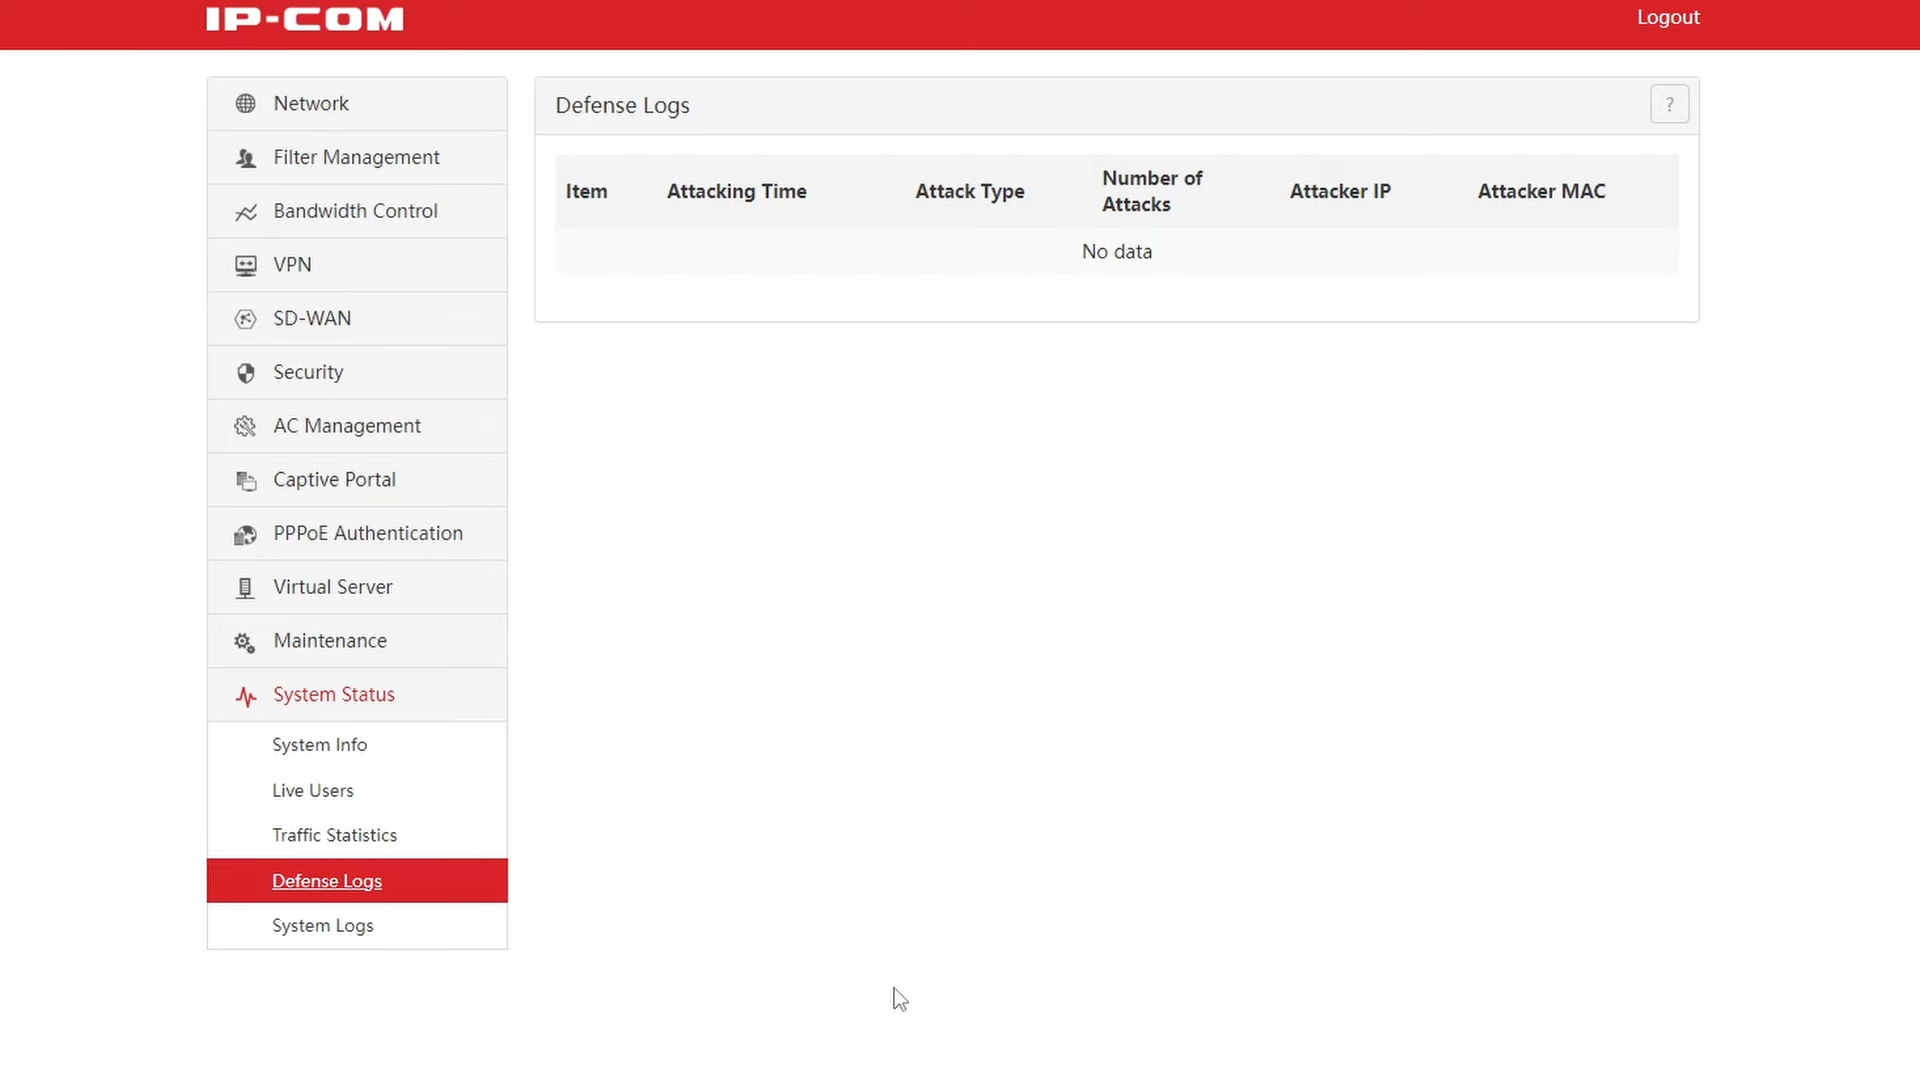 IP-COM
Logout
Network
Filter Management
Bandwidth Control
VPN
SD-WAN
Security
AC Management
Captive Portal
PPPoE Authentication
Virtual Server
Maintenance
System Status
System Info
Live Users
Traffic Statistics
Defense Logs
System Logs
Defense Logs
?
Item Attacking Time Attack Type Number of Attacks Attacker IP Attacker MAC
No data